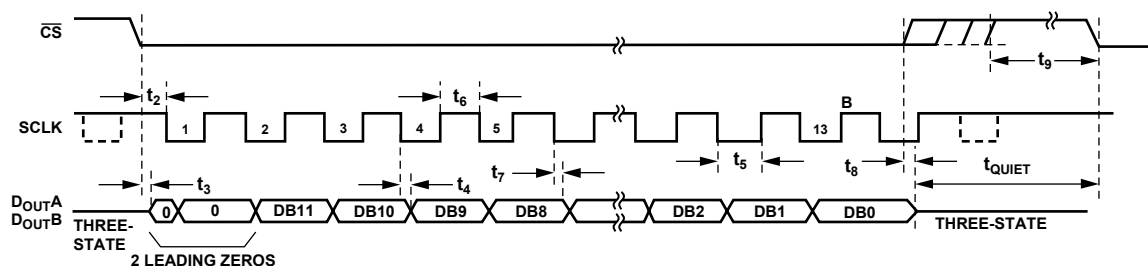 CS
t9
t2
t6
B
SCLK
1
2
3
4
5
13
t5
t8
tQUIET
t3
t4
t7
DOUTA
DOUTB
0
0
DB11
DB10
DB9
DB8
DB2
DB1
DB0
THREE-
STATE
THREE-STATE
2 LEADING ZEROS